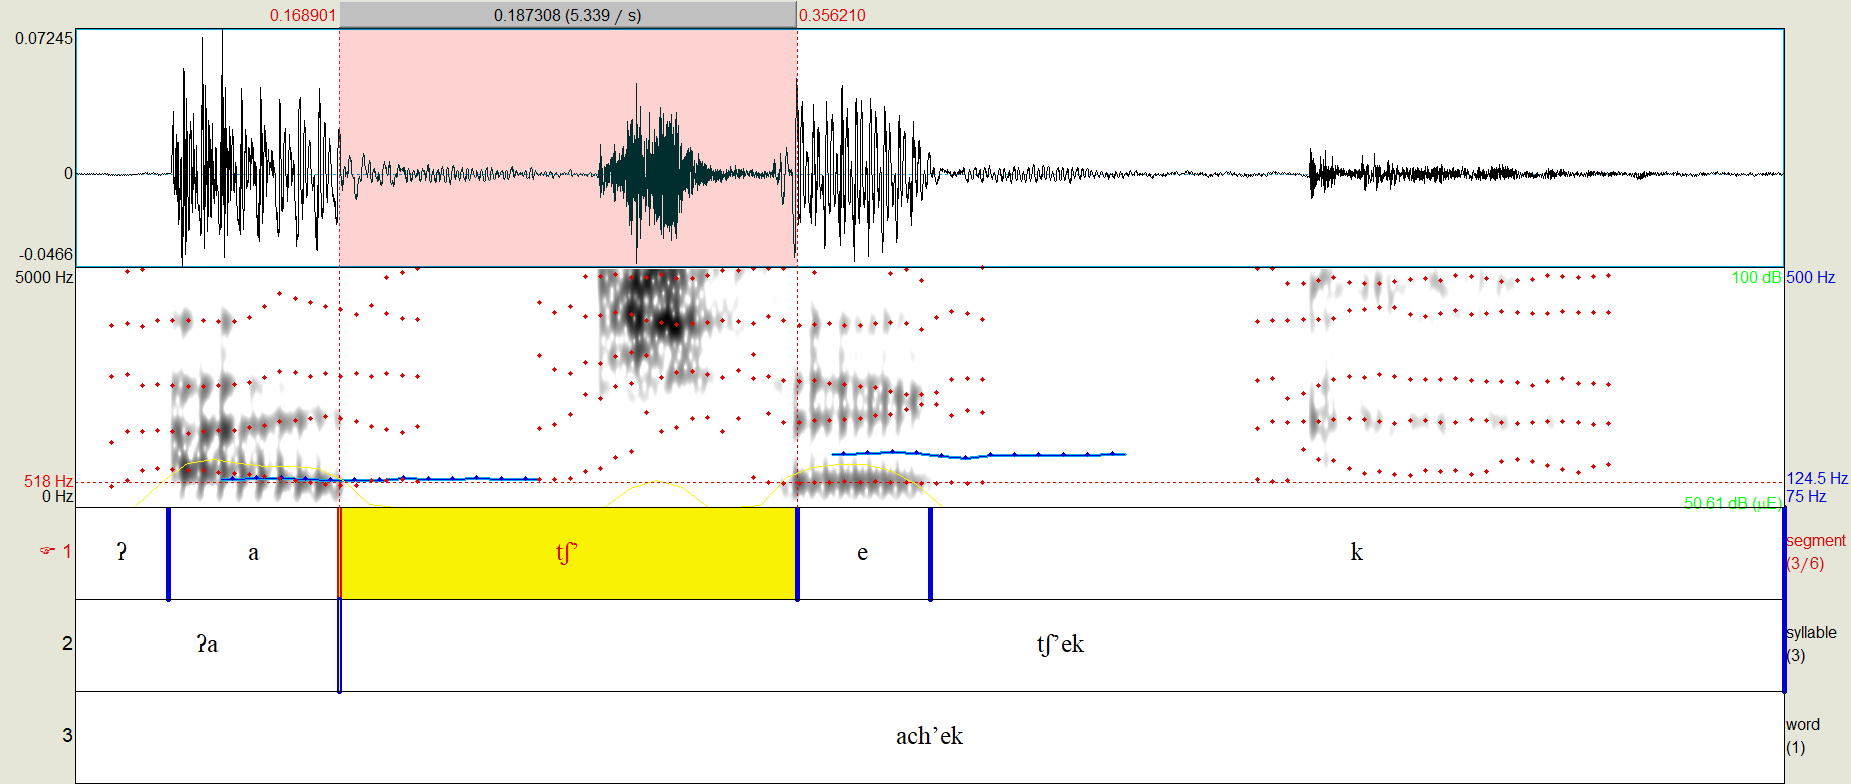 0.168901 0.187308 (5.339 / s) 0.356210
0.07245
0
-0.0466
5000 Hz 100 dB 500 Hz
518 Hz 124.5 Hz
0 Hz 50.61 dB (µE) 75 Hz
☞ 1 ʔ a tʃʼ e k segment
(3/6)
2 ʔa tʃʼek syllable
(3)
3 ach’ek word
(1)